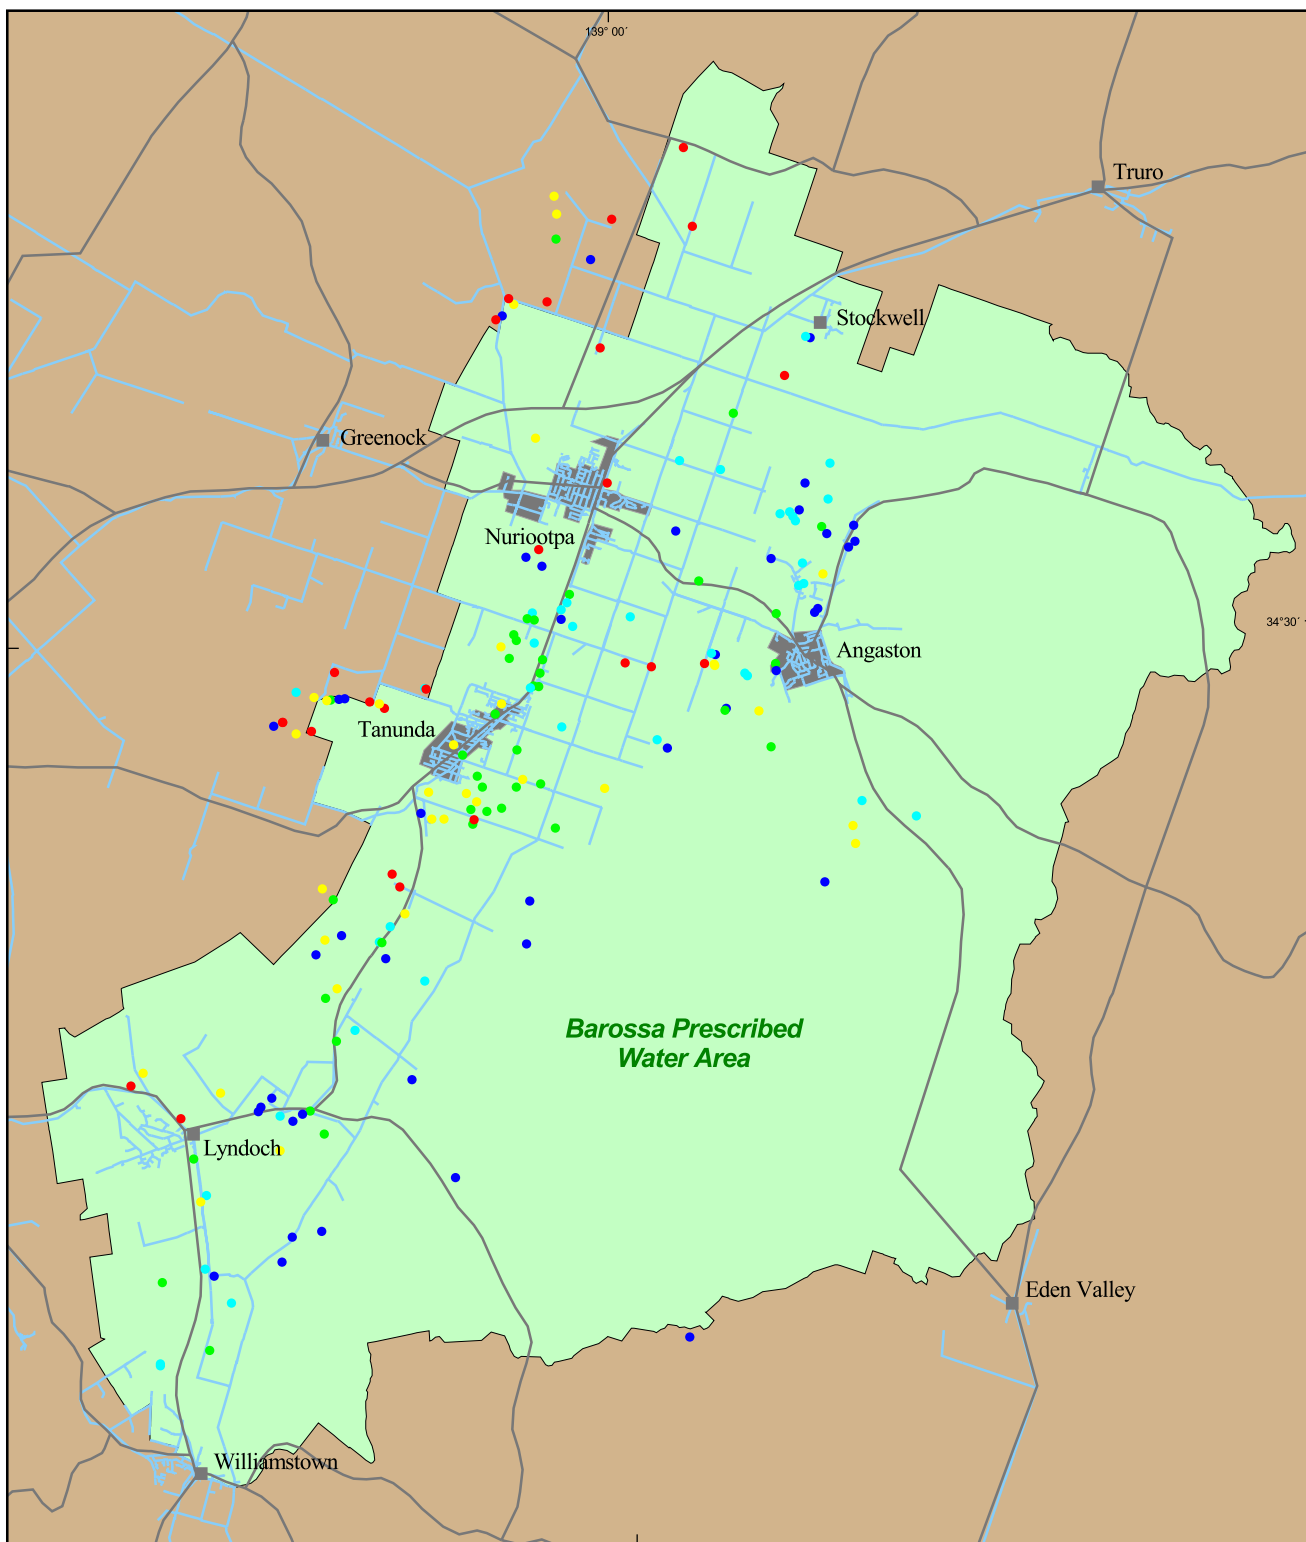 139° 00'
Truro
Stockwell
Greenock
Nuriootpa
34°30'
Angaston
Tanunda
Barossa Prescribed
Water Area
Lyndoch
Eden Valley
Williamstown